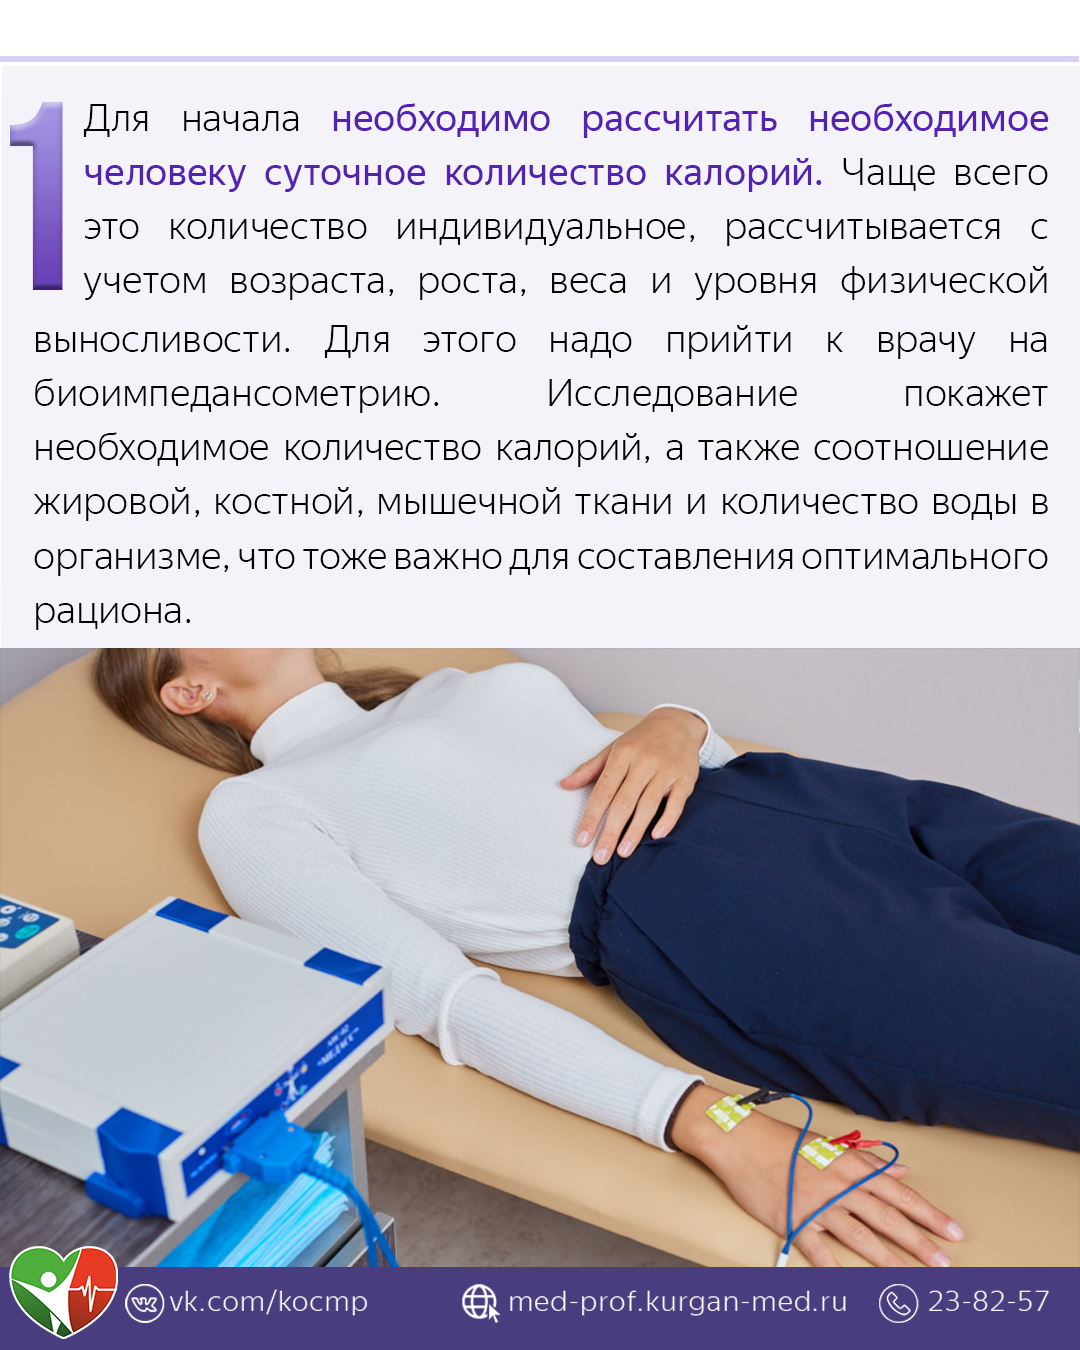 1
Для начала необходимо рассчитать необходимое
человеку суточное количество калорий. Чаще всего
это количество индивидуальное, рассчитывается с
учетом возраста, роста, веса и уровня физической
выносливости. Для этого надо прийти к врачу на
биоимпедансометрию. Исследование покажет
необходимое количество калорий, а также соотношение
жировой, костной, мышечной ткани и количество воды в
организме, что тоже важно для составления оптимального
рациона.
«МЕДАСС»
vk.com/kocmp
med-prof.kurgan-med.ru
23-82-57